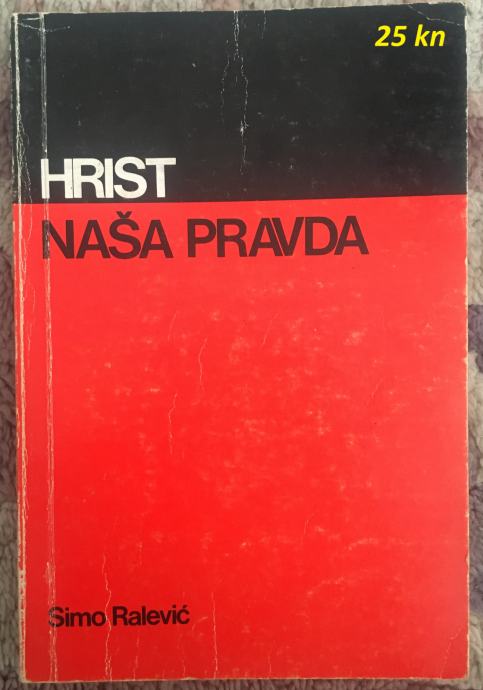 25 kn
HRIST
NAŠA PRAVDA
Simo Ralević